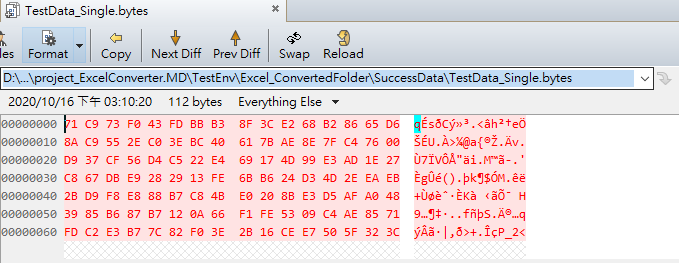 TestData_Single.bytes
les Format Copy Next Diff Prev Diff Swap Reload
D:\...\project_ExcelConverter.MD\TestEnv\Excel_ConvertedFolder\SuccessData\TestData_Single.bytes
2020/10/16 下午 03:10:20 112 bytes Everything Else
00000000 71 C9 73 F0 43 FD BB B3 8F 3C E2 68 B2 86 65 D6 qÉsðCý»³.<âh²†eÖ
00000010 8A C9 55 2E C0 3E BC 40 61 7B AE 8E 7F C4 76 00 ŠÉU.À>¼@a{®Ž.Äv.
00000020 D9 37 CF 56 D4 C5 22 E4 69 17 4D 99 E3 AD 1E 27 Ù7ÏVÔÅ"äi.M™ã-.'
00000030 C8 67 DB E9 28 29 13 FE 6B B6 24 D3 4D 2E EA EB ÈgÛé().þk¶$ÓM.êë
00000040 2B D9 F8 E8 88 B7 C8 4B E0 20 8B E3 D5 AF A0 48 +Ùøèˆ·ÈKà ‹ãÕ¯ H
00000050 39 85 B6 87 B7 12 0A 66 F1 FE 53 09 C4 AE 85 71 9…¶‡·..fñþS.Ä®…q
00000060 FD C2 E3 B7 7C 82 F0 3E 2B 16 CE E7 50 5F 32 3C ýÂã·|‚ð>+.ÎçP_2<